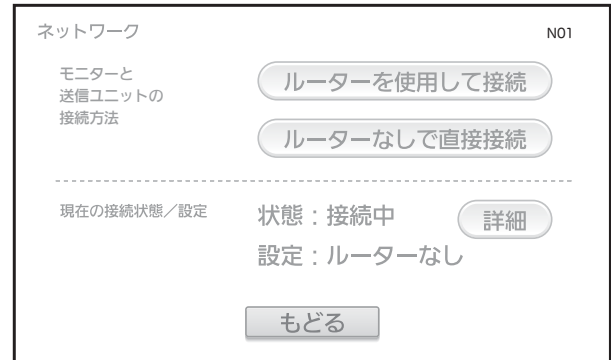 ネットワーク
N01
モニターと
送信ユニットの
接続方法
ルーターを使用して接続
ルーターなしで直接接続
現在の接続状態／設定
状態：接続中
詳細
設定：ルーターなし
もどる